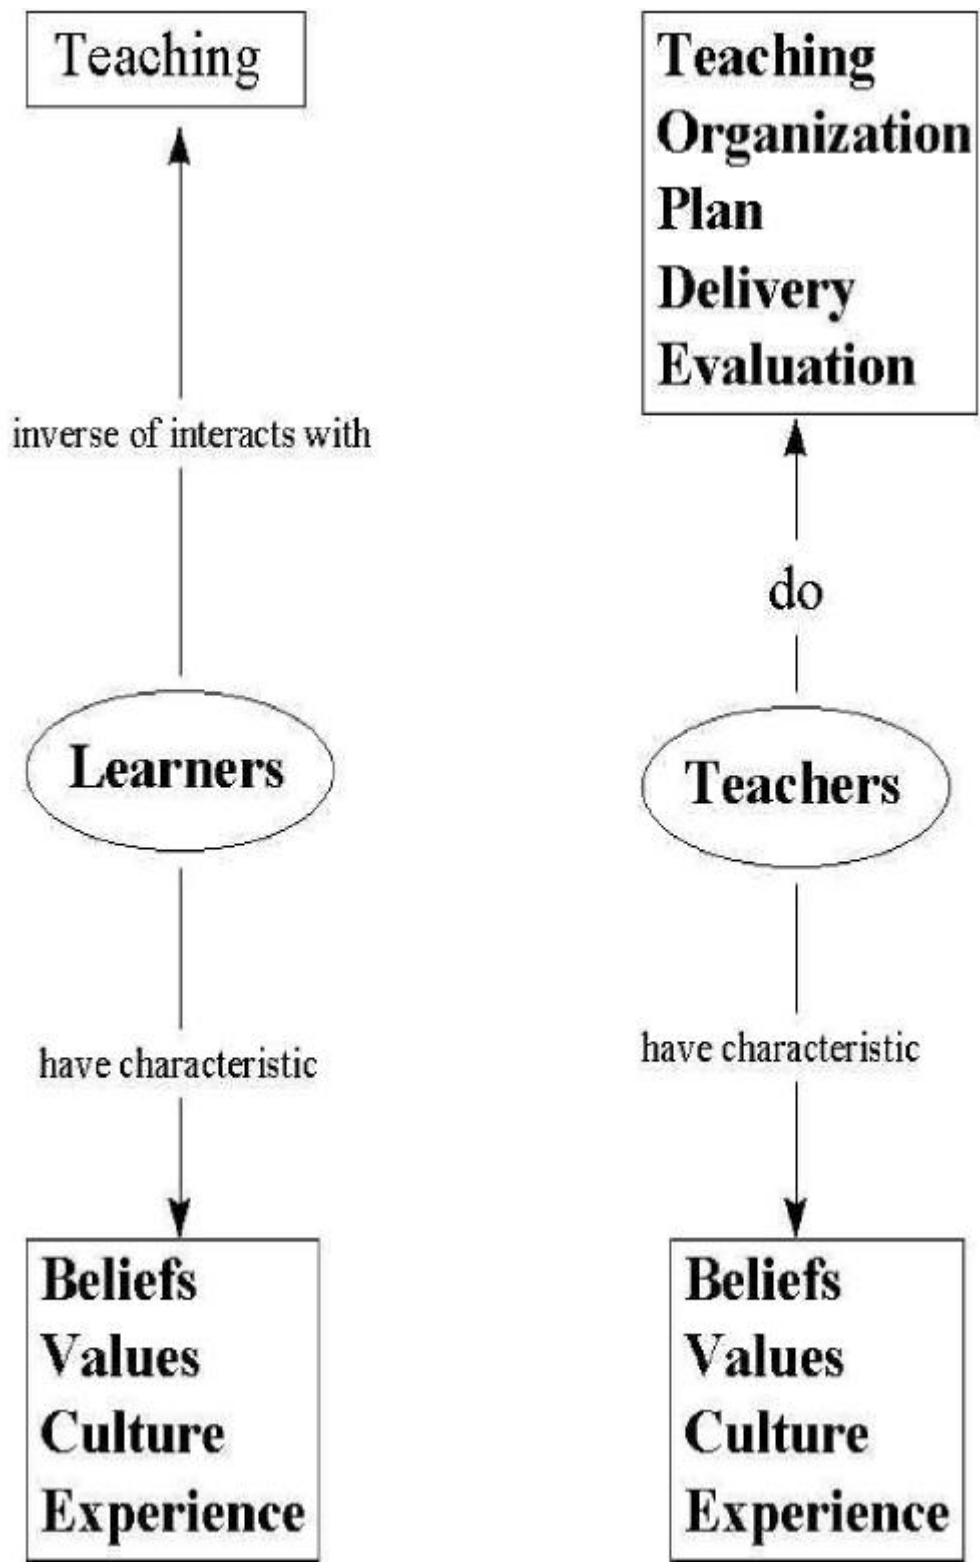 Teaching
inverse of interacts with
Learners
have characteristic
Beliefs
Values
Culture
Experience
Teaching
Organization
Plan
Delivery
Evaluation
do
Teachers
have characteristic
Beliefs
Values
Culture
Experience